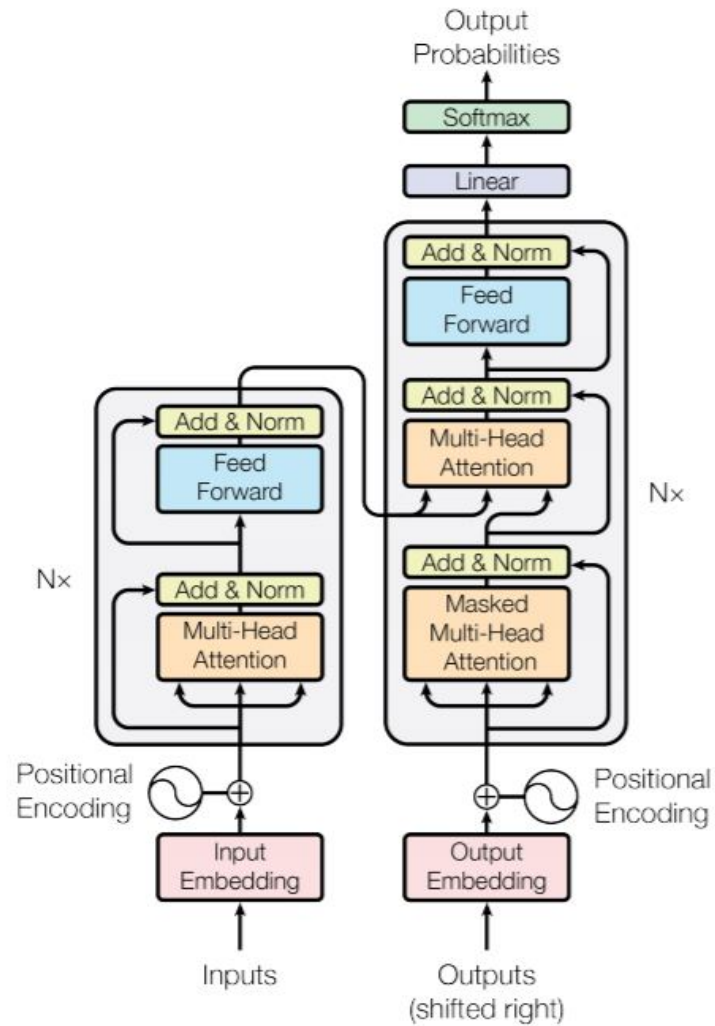 Output
Probabilities
Softmax
Linear
Add & Norm
Feed
Forward
Add & Norm
Multi-Head
Attention
Add & Norm
Masked
Multi-Head
Attention
Nx
Add & Norm
Feed
Forward
Add & Norm
Multi-Head
Attention
Nx
Positional
Encoding
Positional
Encoding
Input
Embedding
Output
Embedding
Inputs
Outputs
(shifted right)